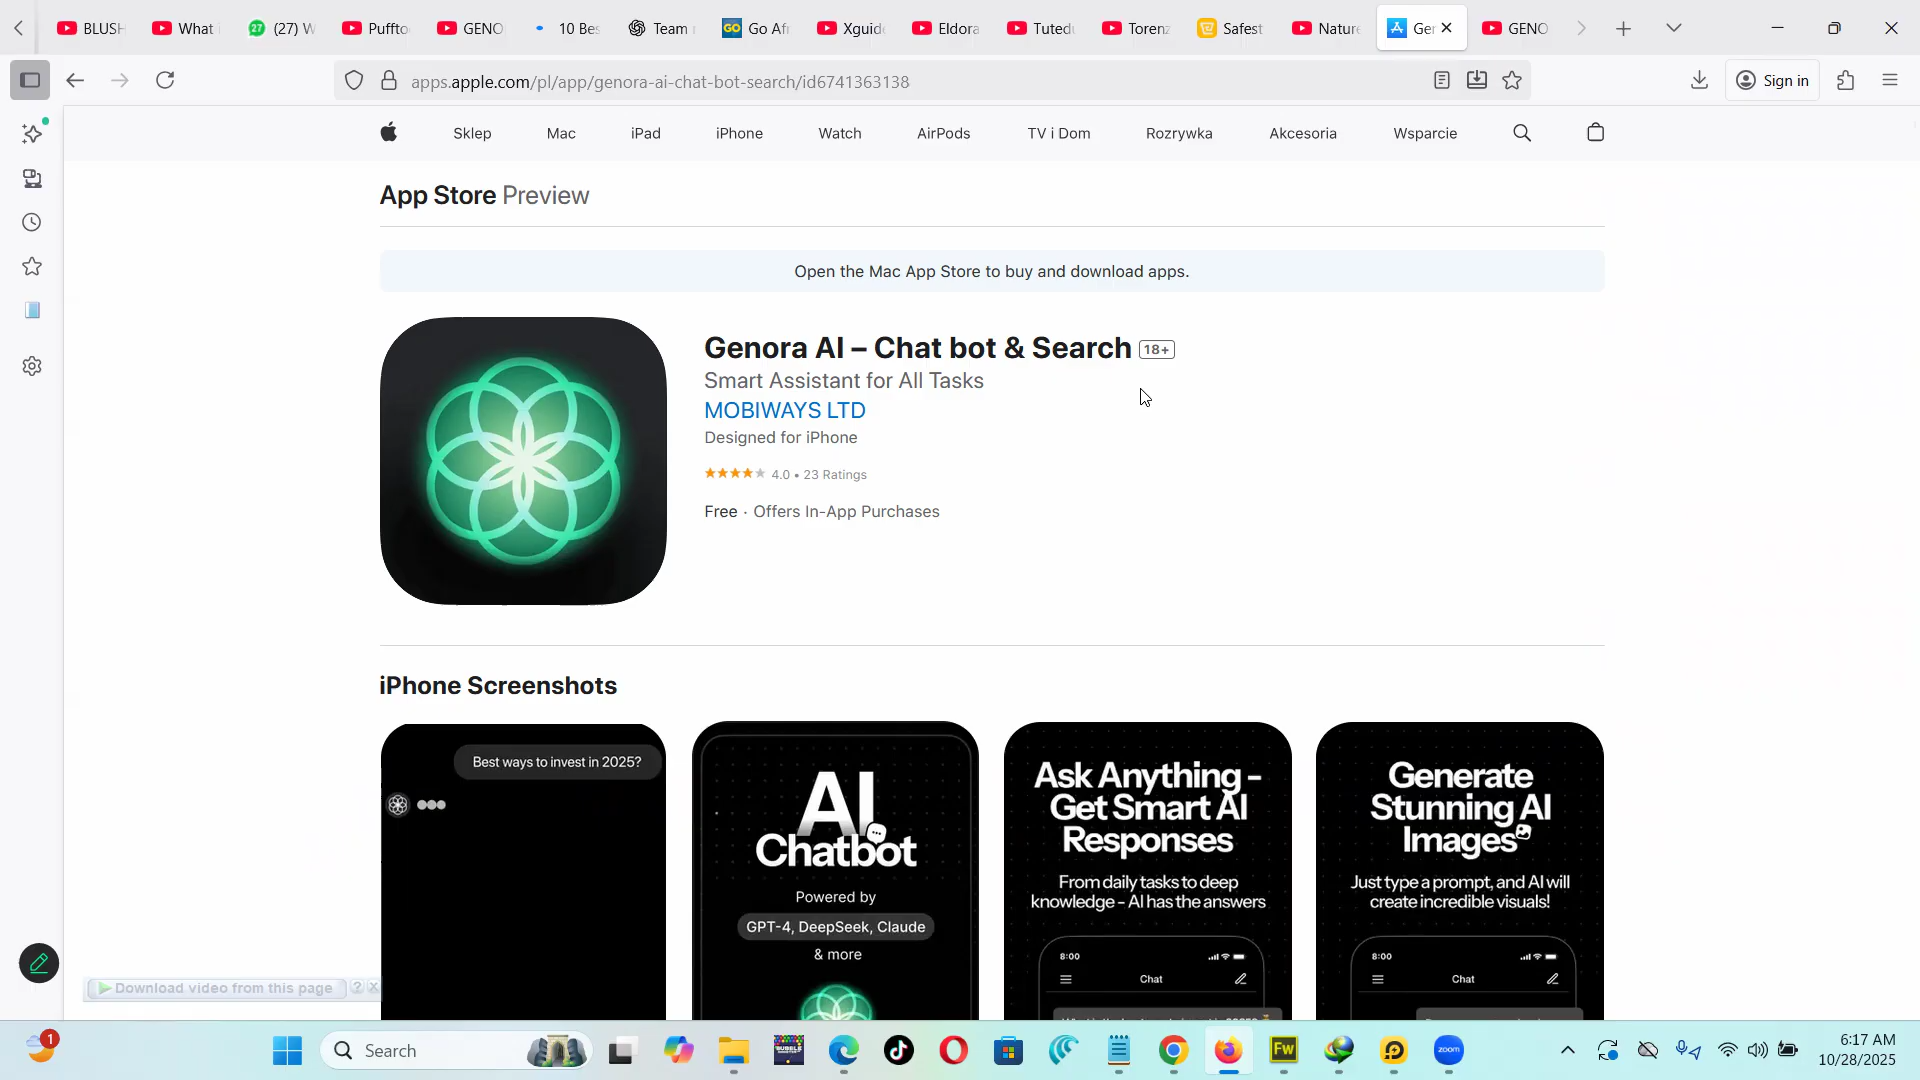 BLUSH
What i
27
(27) W
Puffto
GENO
10 Bes
Team
GO
Go Afr
Xguid
Eldora
Tuted
Torenz
Safest
Nature
Gen
GENO
apps.apple.com/pl/app/genora-ai-chat-bot-search/id6741363138
Sign in
Sklep
Mac
iPad
iPhone
Watch
AirPods
TV i Dom
Rozrywka
Akcesoria
Wsparcie
App Store Preview
Open the Mac App Store to buy and download apps.
Genora AI – Chat bot & Search 18+
Smart Assistant for All Tasks
MOBIWAYS LTD
Designed for iPhone
4.0 • 23 Ratings
Free · Offers In-App Purchases
iPhone Screenshots
Best ways to invest in 2025?
AI
Chatbot
Powered by
GPT-4, DeepSeek, Claude
& more
Ask Anything -
Get Smart AI
Responses
From daily tasks to deep
knowledge - AI has the answers
8:00
Chat
Generate
Stunning AI
Images
Just type a prompt, and AI will
create incredible visuals!
8:00
Chat
Download video from this page
?
X
1
Search
Fw
zoom
6:17 AM
10/28/2025